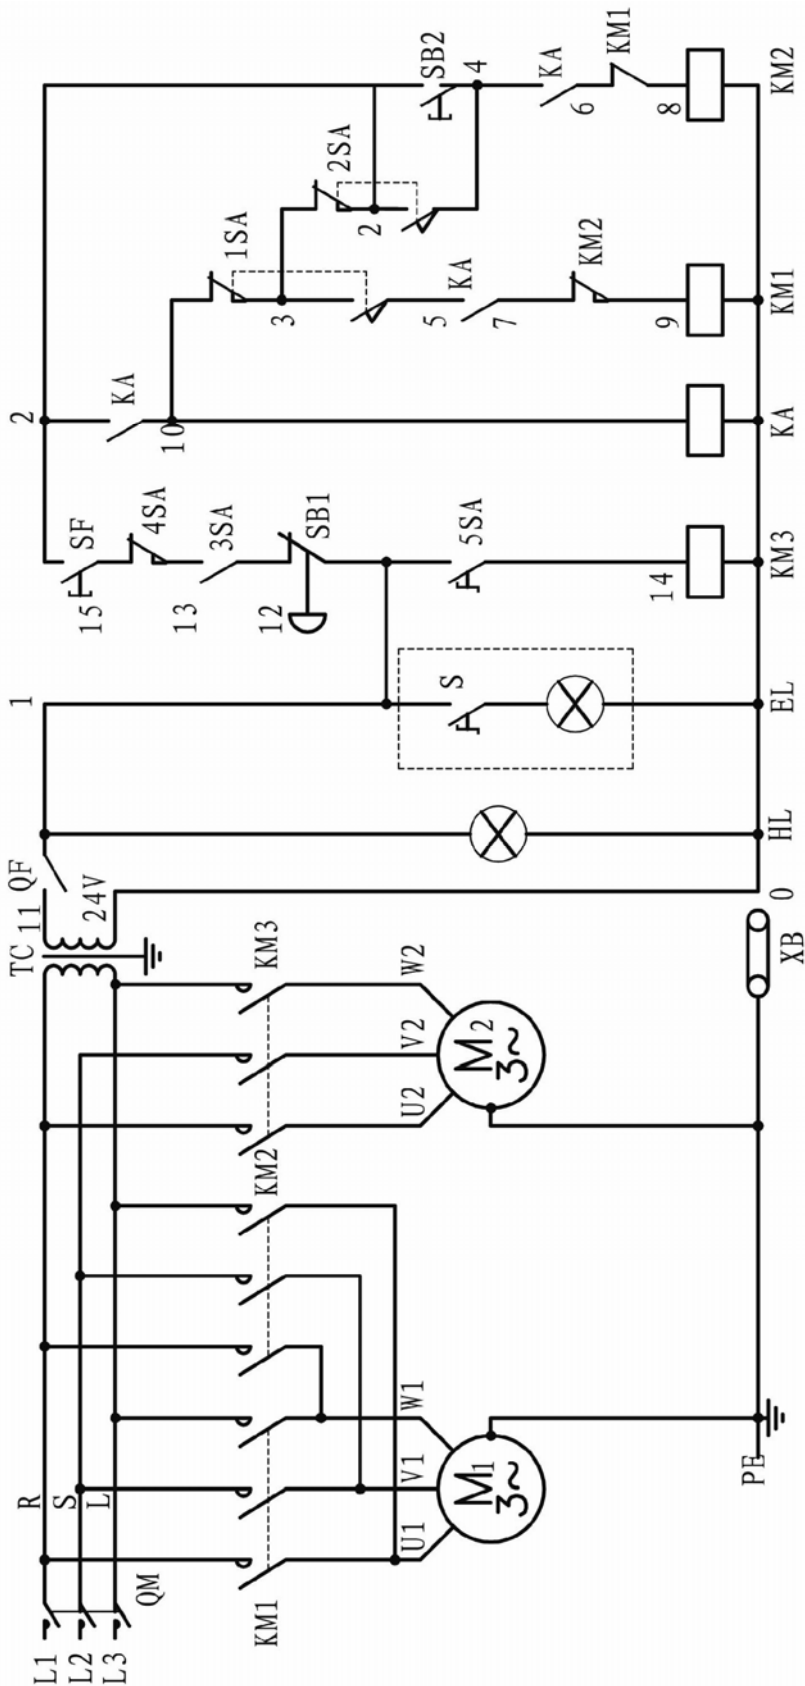 L1
L2
L3
QM
R
S
L
KM1
KM2
KM3
U1
V1
W1
U2
V2
W2
M1
3~
M2
3~
PE
XB
TC
11
QF
24V
1
2
SF
15
4SA
13
3SA
12
SB1
S
5SA
14
KA
10
1SA
3
2SA
2
5
KA
7
KM2
9
SB2
4
KA
6
KM1
8
0
HL
EL
KM3
KA
KM1
KM2